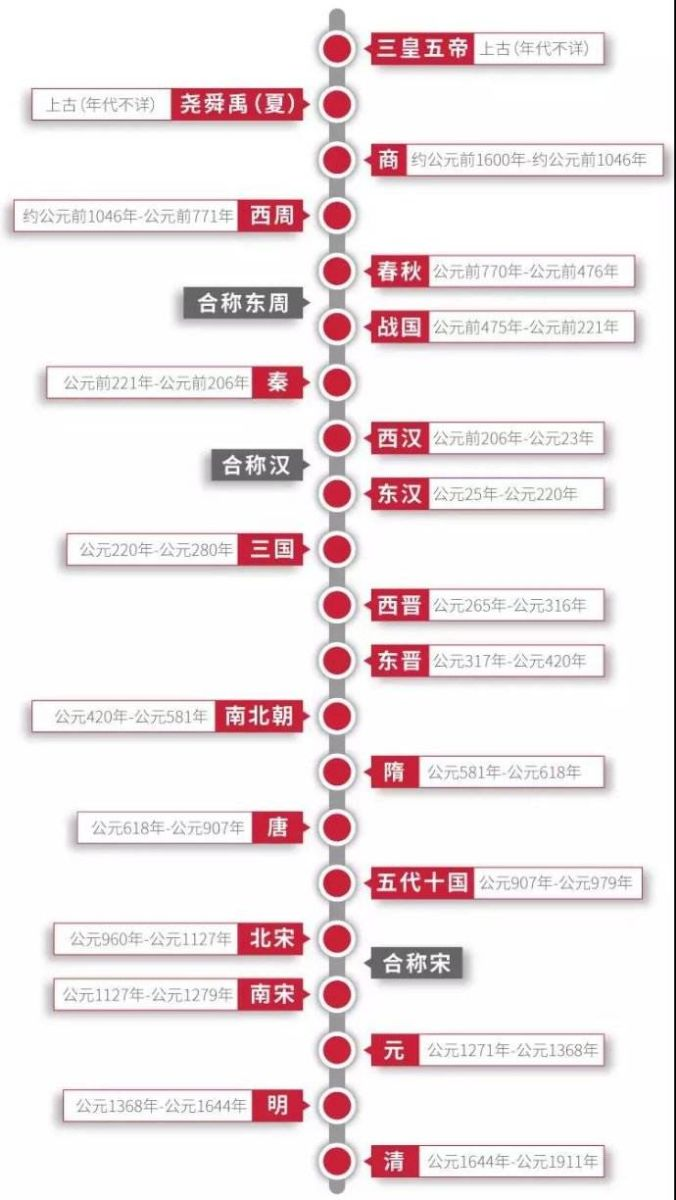 三皇五帝 上古(年代不详)
上古(年代不详) 尧舜禹(夏)
商 约公元前1600年-约公元前1046年
约公元前1046年-公元前771年 西周
春秋 公元前770年-公元前476年
合称东周
战国 公元前475年-公元前221年
公元前221年-公元前206年 秦
西汉 公元前206年-公元23年
合称汉
东汉 公元25年-公元220年
公元220年-公元280年 三国
西晋 公元265年-公元316年
东晋 公元317年-公元420年
公元420年-公元581年 南北朝
隋 公元581年-公元618年
公元618年-公元907年 唐
五代十国 公元907年-公元979年
公元960年-公元1127年 北宋
合称宋
公元1127年-公元1279年 南宋
元 公元1271年-公元1368年
公元1368年-公元1644年 明
清 公元1644年-公元1911年